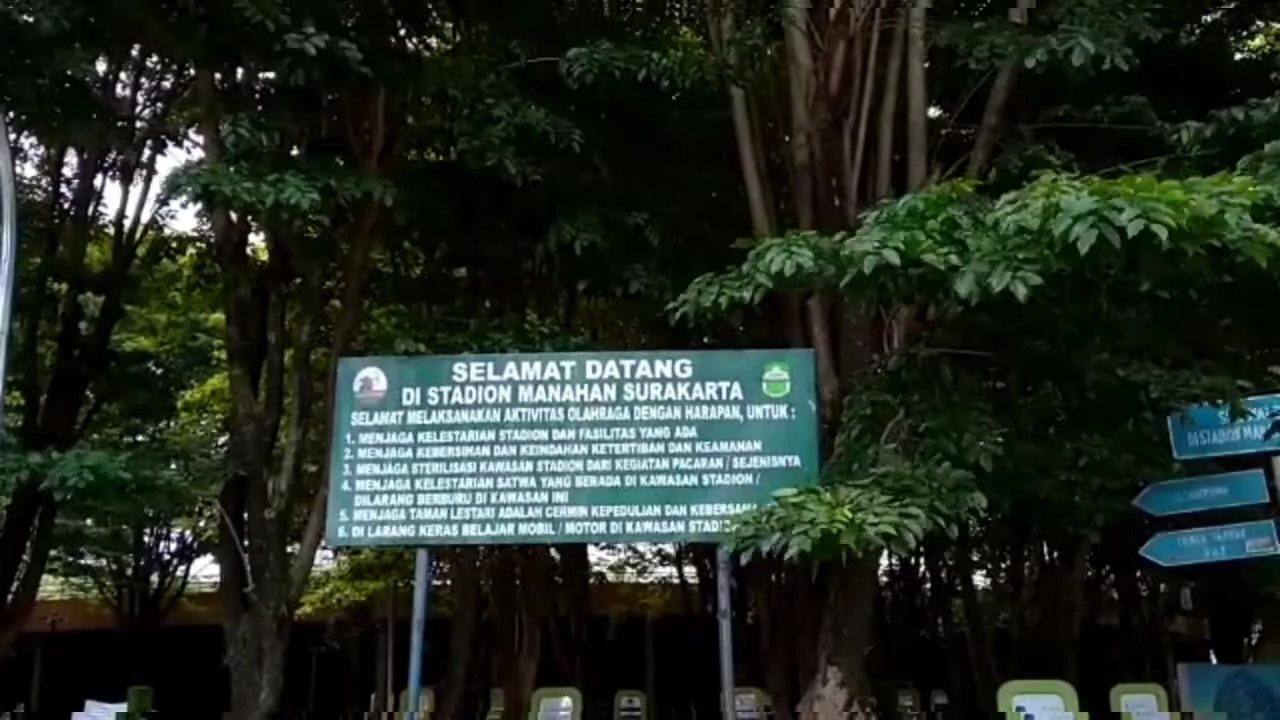 SELAMAT DATANG
DI STADION MANAHAN SURAKARTA
SELAMAT MELAKSANAKAN AKTIVITAS OLAHRAGA DENGAN HARAPAN, UNTUK :
1. MENJAGA KELESTARIAN STADION DAN FASILITAS YANG ADA
2. MENJAGA KEBERSIHAN DAN KEINDAHAN KETERTIBAN DAN KEAMANAN
3. MENJAGA STERILISASI KAWASAN STADION DARI KEGIATAN PACARAN / SEJENISNYA
4. MENJAGA KELESTARIAN SATWA YANG BERADA DI KAWASAN STADION /
DILARANG BERBURU DI KAWASAN INI
5. MENJAGA TAMAN LESTARI ADALAH CERMIN KEPEDULIAN DAN
6. DI LARANG KERAS BELAJAR MOBIL / MOTOR DI KAWASAN
DI STADION